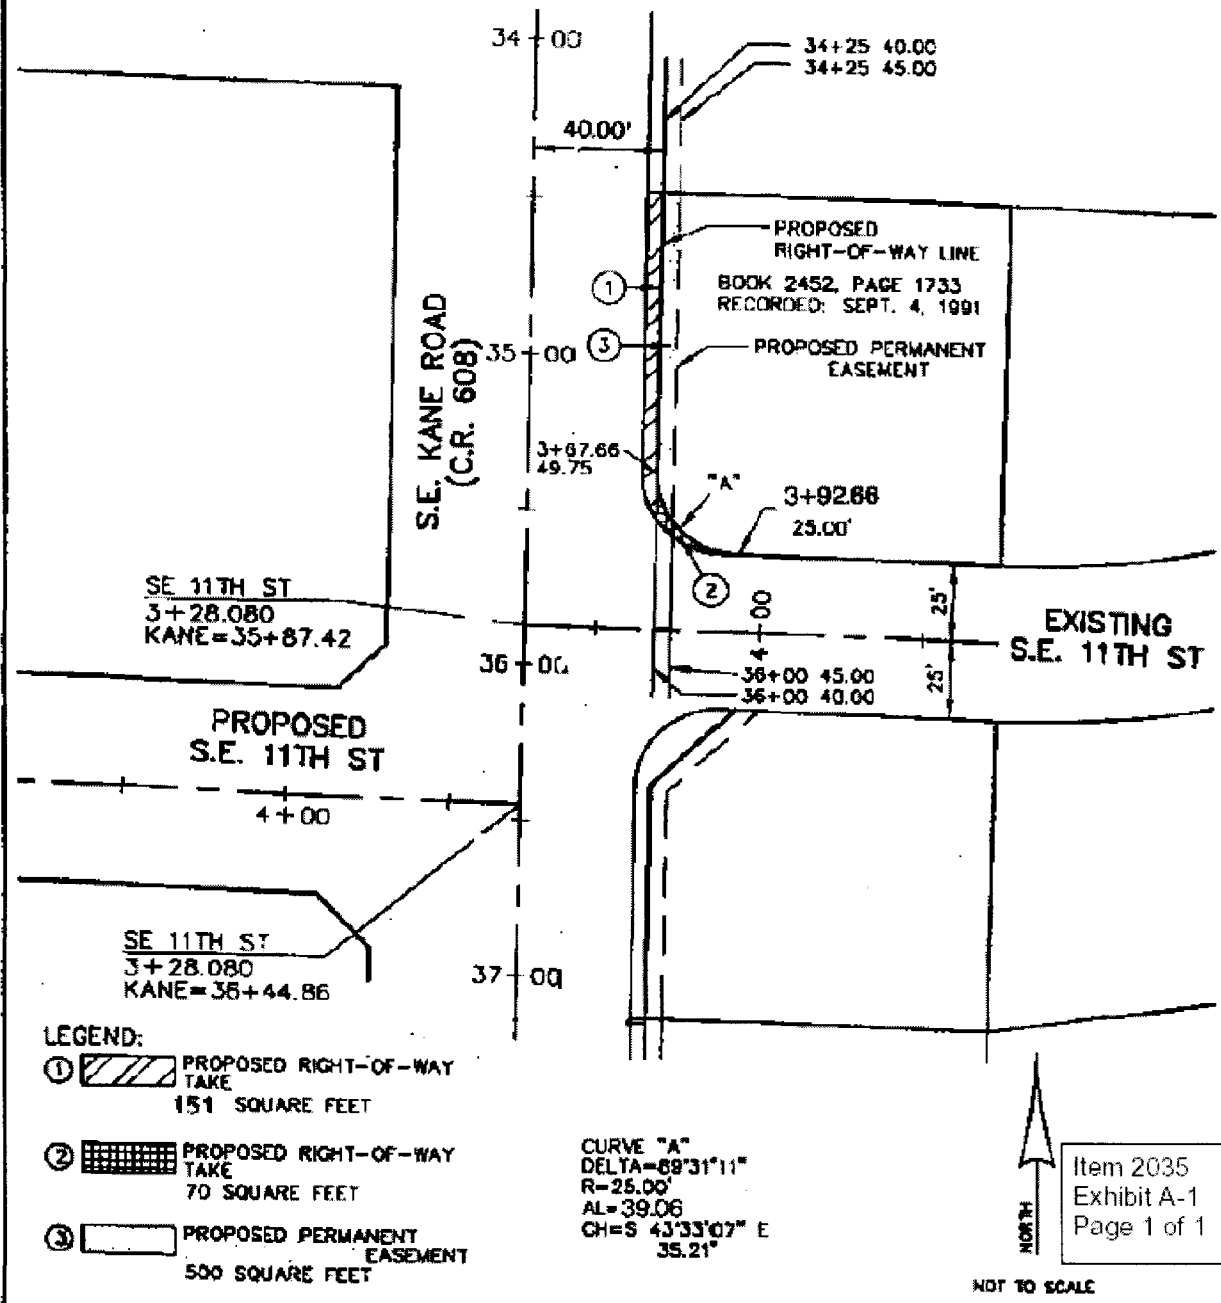 34+00
34+25 40.00
34+25 45.00
40.00'
PROPOSED
RIGHT-OF-WAY LINE
1
BOOK 2452, PAGE 1733
RECORDED: SEPT. 4, 1991
S.E. KANE ROAD
(C.R. 608)
35+00
3
PROPOSED PERMANENT
EASEMENT
3+67.66
49.75
"A"
3+92.66
25.00'
SE 11TH ST
3+28.080
KANE=35+87.42
2
4+00
25'
25'
EXISTING
S.E. 11TH ST
36+00
36+00 45.00
36+00 40.00
PROPOSED
S.E. 11TH ST
4+00
SE 11TH ST
3+28.080
KANE=36+44.86
37+00
LEGEND:
1 PROPOSED RIGHT-OF-WAY
TAKE
151 SQUARE FEET
2 PROPOSED RIGHT-OF-WAY
TAKE
70 SQUARE FEET
3 PROPOSED PERMANENT
EASEMENT
500 SQUARE FEET
CURVE "A"
DELTA=89°31'11"
R=25.00'
AL=39.06
CH=S 43°33'07" E
35.21"
NORTH
Item 2035
Exhibit A-1
Page 1 of 1
NOT TO SCALE